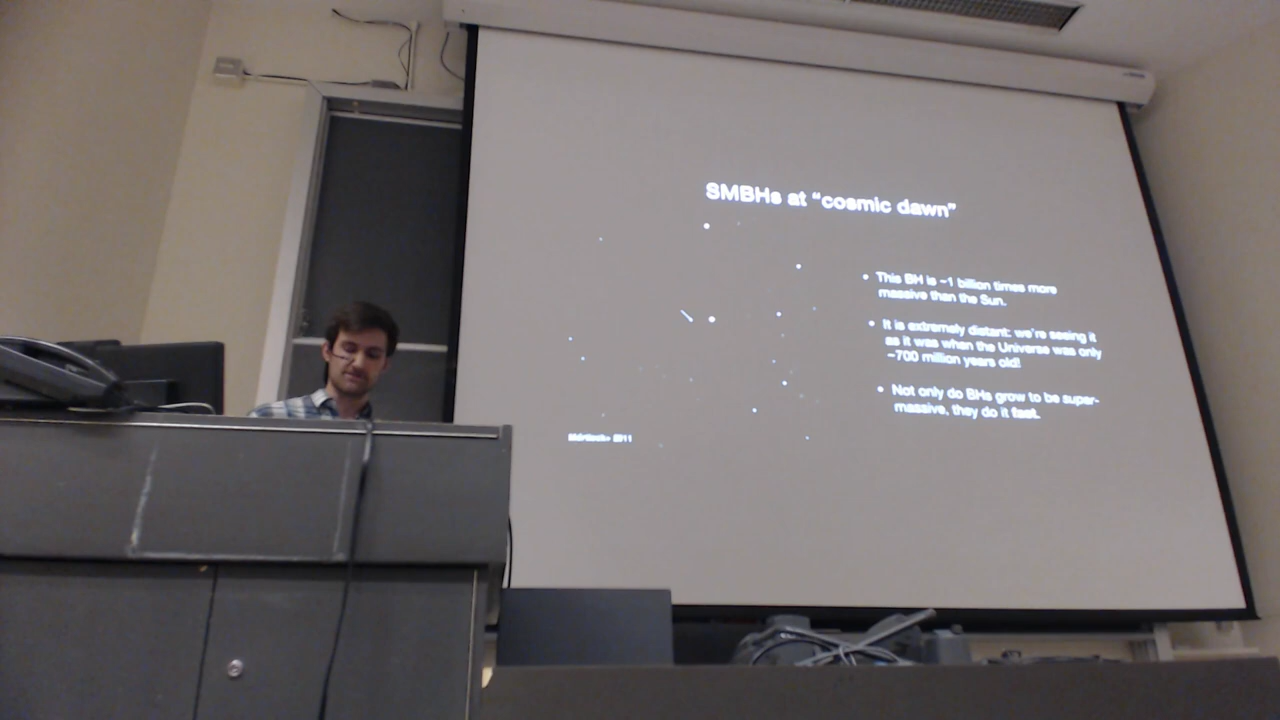 SMBHs at “cosmic dawn”
• This BH is ~1 billion times more
massive than the Sun.
• It is extremely distant: we're seeing it
as it was when the Universe was only
~700 million years old!
• Not only do BHs grow to be super-
massive, they do it fast.
2011